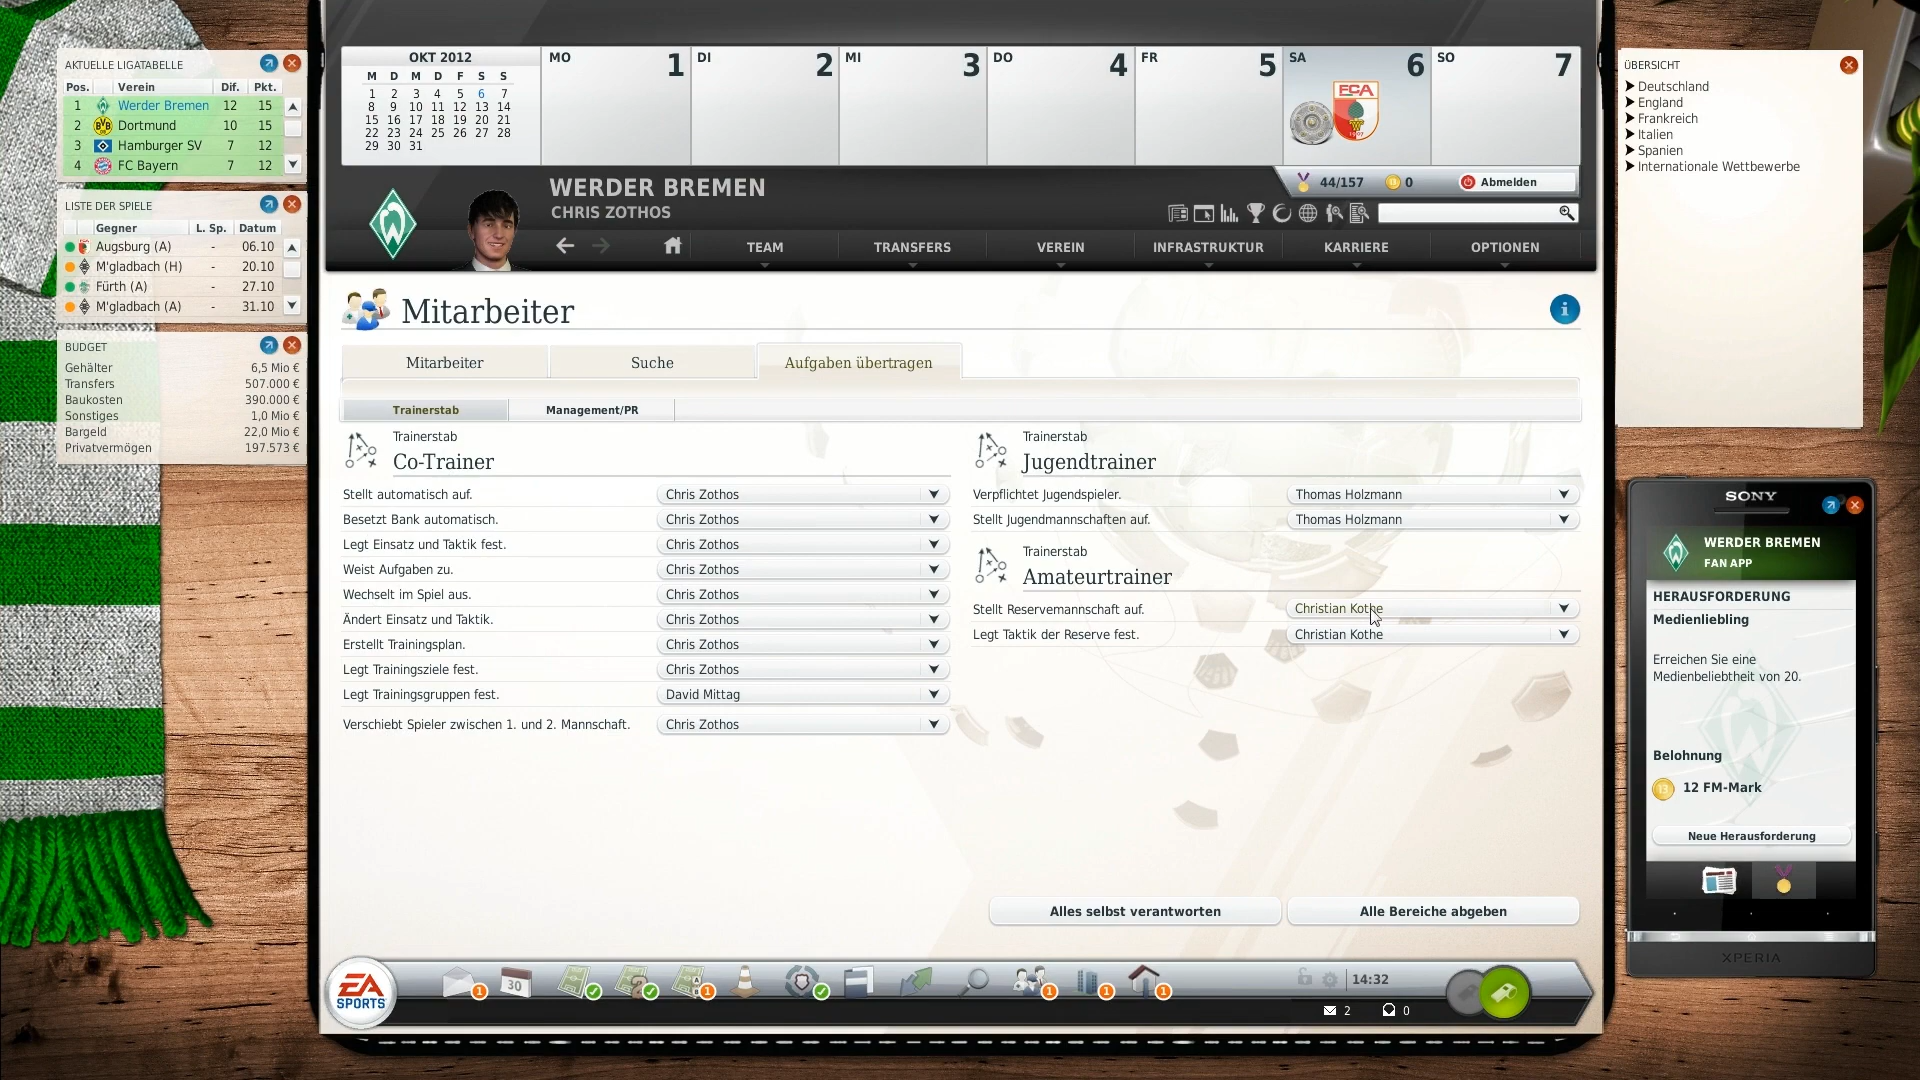 AKTUELLE LIGATABELLE
Pos. Verein Dif. Pkt.
1 Werder Bremen 12 15
2 Dortmund 10 15
3 Hamburger SV 7 12
4 FC Bayern 7 12
LISTE DER SPIELE
Gegner L. Sp. Datum
Augsburg (A) - 06.10
M'gladbach (H) - 20.10
Fürth (A) - 27.10
M'gladbach (A) - 31.10
BUDGET
Gehälter 6,5 Mio €
Transfers 507.000 €
Baukosten 390.000 €
Sonstiges 1,0 Mio €
Bargeld 22,0 Mio €
Privatvermögen 197.573 €
OKT 2012
M D M D F S S
1 2 3 4 5 6 7
8 9 10 11 12 13 14
15 16 17 18 19 20 21
22 23 24 25 26 27 28
29 30 31
MO 1 DI 2 MI 3 DO 4 FR 5 SA 6 SO 7
FCA
1907
WERDER BREMEN
CHRIS ZOTHOS
44/157 0 Abmelden
TEAM TRANSFERS VEREIN INFRASTRUKTUR KARRIERE OPTIONEN
Mitarbeiter
Mitarbeiter Suche Aufgaben übertragen
Trainerstab Management/PR
Trainerstab
Co-Trainer
Stellt automatisch auf. Chris Zothos
Besetzt Bank automatisch. Chris Zothos
Legt Einsatz und Taktik fest. Chris Zothos
Weist Aufgaben zu. Chris Zothos
Wechselt im Spiel aus. Chris Zothos
Ändert Einsatz und Taktik. Chris Zothos
Erstellt Trainingsplan. Chris Zothos
Legt Trainingsziele fest. Chris Zothos
Legt Trainingsgruppen fest. David Mittag
Verschiebt Spieler zwischen 1. und 2. Mannschaft. Chris Zothos
Trainerstab
Jugendtrainer
Verpflichtet Jugendspieler. Thomas Holzmann
Stellt Jugendmannschaften auf. Thomas Holzmann
Trainerstab
Amateurtrainer
Stellt Reservemannschaft auf. Christian Kothe
Legt Taktik der Reserve fest. Christian Kothe
Alles selbst verantworten Alle Bereiche abgeben
EA
SPORTS
1 30 1 1 1 1
14:32
2 0
ÜBERSICHT
Deutschland
England
Frankreich
Italien
Spanien
Internationale Wettbewerbe
SONY
WERDER BREMEN
FAN APP
HERAUSFORDERUNG
Medienliebling
Erreichen Sie eine
Medienbeliebtheit von 20.
Belohnung
13 12 FM-Mark
Neue Herausforderung
XPERIA